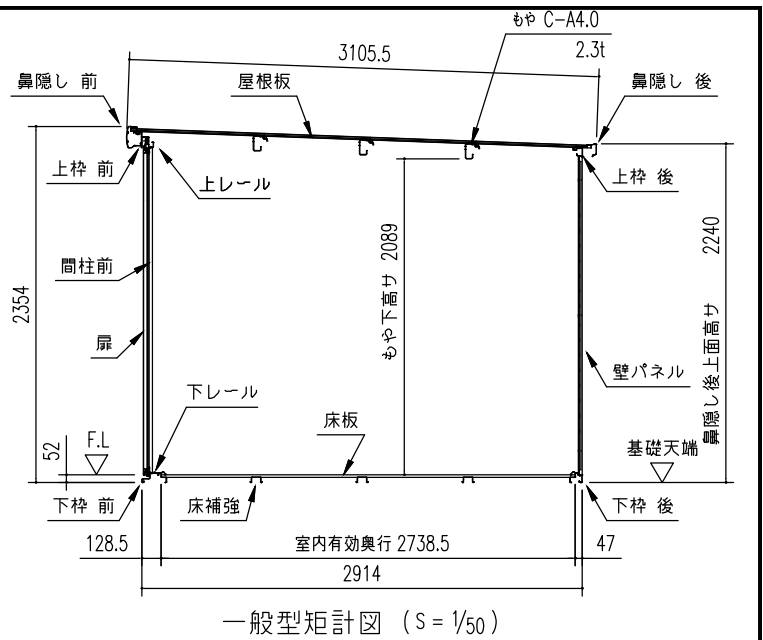 もや C-A4.0
3105.5
2.3t
鼻隠し 前
屋根板
鼻隠し 後
上枠 前
上レール
上枠 後
間柱前
もや下高サ 2089
2240
2354
鼻隠し後上面高サ
扉
壁パネル
下レール
床板
52
F.L
基礎天端
下枠 前
床補強
下枠 後
128.5
室内有効奥行 2738.5
47
2914
一般型矩計図 (S = 1/50)